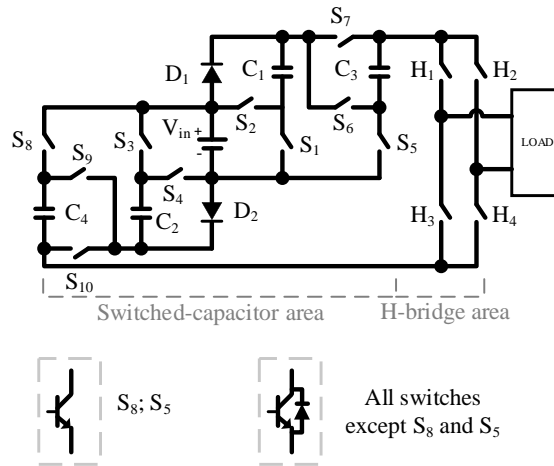 S7
D1
C1
C3
H1
H2
S8
S9
S3
Vin
+
-
S2
S1
S6
S5
LOAD
S4
C4
C2
D2
H3
H4
S10
Switched-capacitor area
H-bridge area
S8; S5
All switches
except S8 and S5